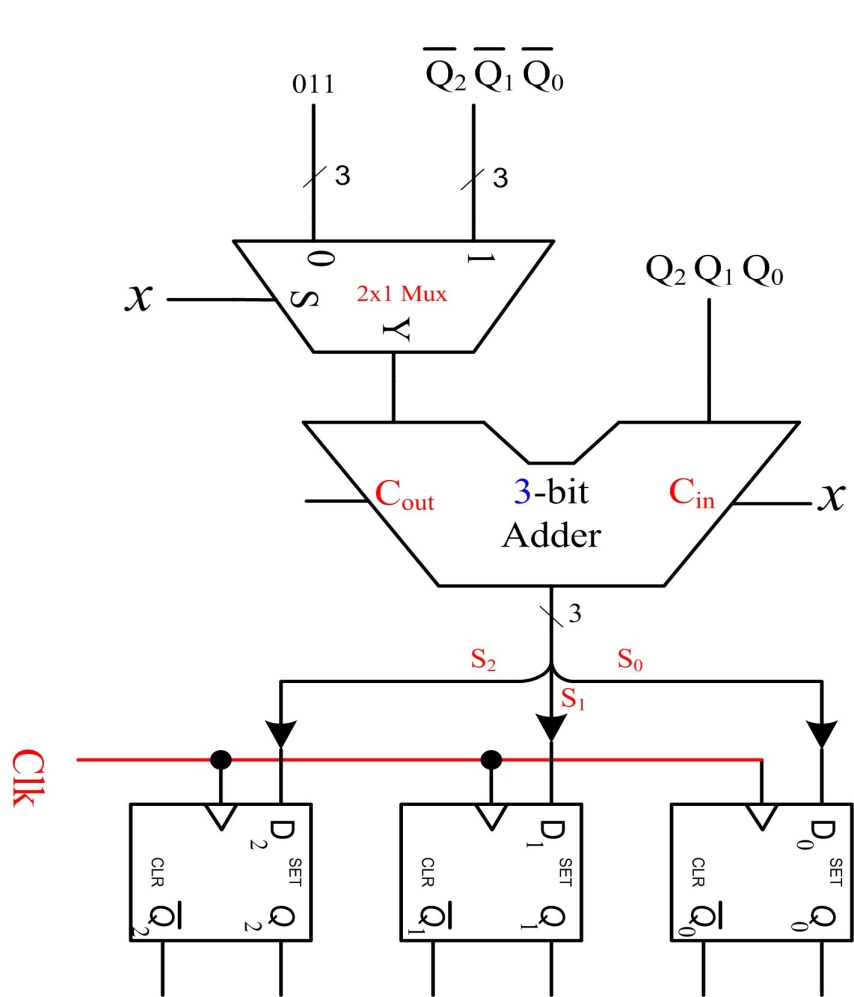 011 Q̅2 Q̅1 Q̅0
3 3
Q2 Q1 Q0
0 1
x S 2x1 Mux
Y
Cout 3-bit Cin x
Adder
3
S2 S0
S1
Clk
D2 D1 D0
CLR SET CLR SET CLR SET
Q̅2 Q2 Q̅1 Q1 Q̅0 Q0